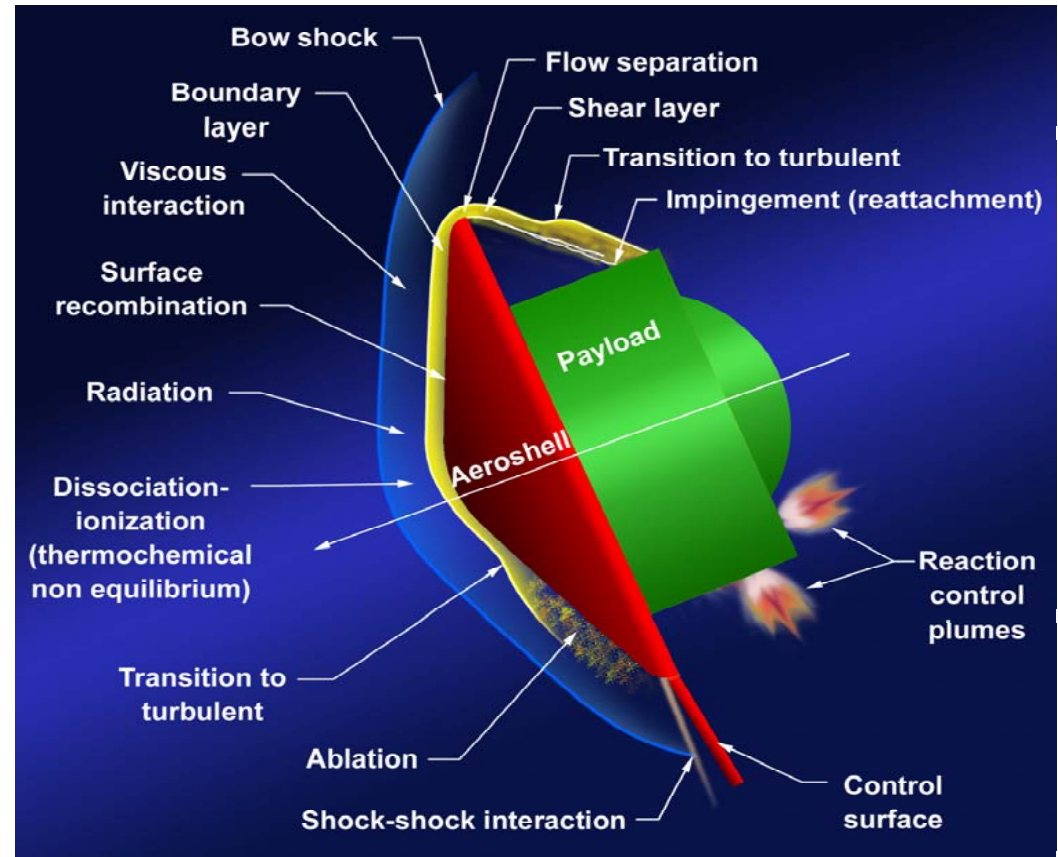 Bow shock
Flow separation
Boundary
layer
Shear layer
Transition to turbulent
Viscous
interaction
Impingement (reattachment)
Surface
recombination
Payload
Radiation
Aeroshell
Dissociation-
ionization
(thermochemical
non equilibrium)
Reaction
control
plumes
Transition to
turbulent
Ablation
Control
surface
Shock-shock interaction